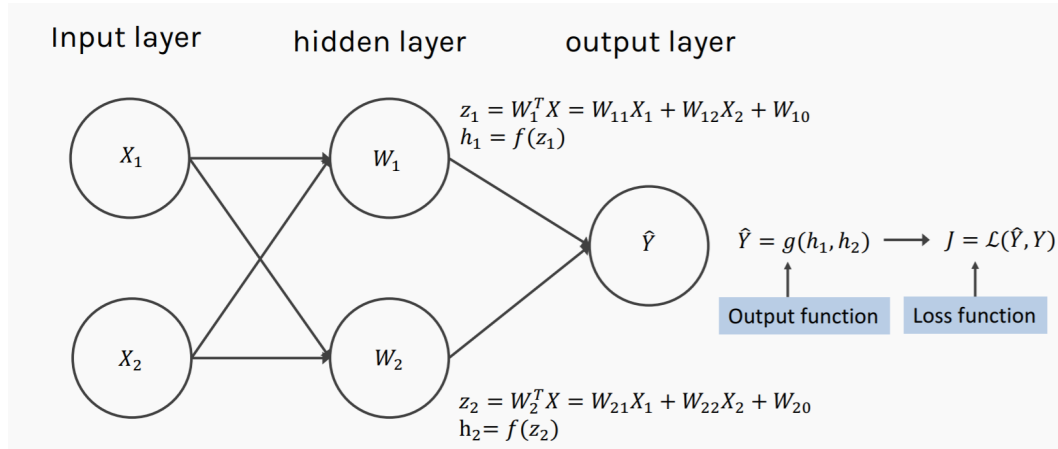 Input layer
hidden layer
output layer
z₁ = W₁ᵀX = W₁₁X₁ + W₁₂X₂ + W₁₀
h₁ = f(z₁)
X₁
W₁
Ŷ
Ŷ = g(h₁, h₂)
J = ℒ(Ŷ, Y)
Output function
Loss function
X₂
W₂
z₂ = W₂ᵀX = W₂₁X₁ + W₂₂X₂ + W₂₀
h₂= f(z₂)